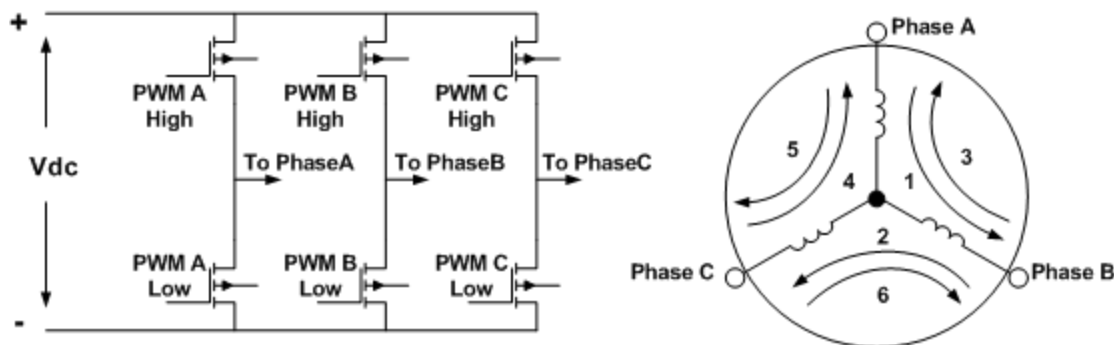 +
PWM A
High
PWM B
High
PWM C
High
Vdc
To PhaseA
To PhaseB
To PhaseC
PWM A
Low
PWM B
Low
PWM C
Low
-
Phase A
5
3
4
1
2
Phase C
Phase B
6